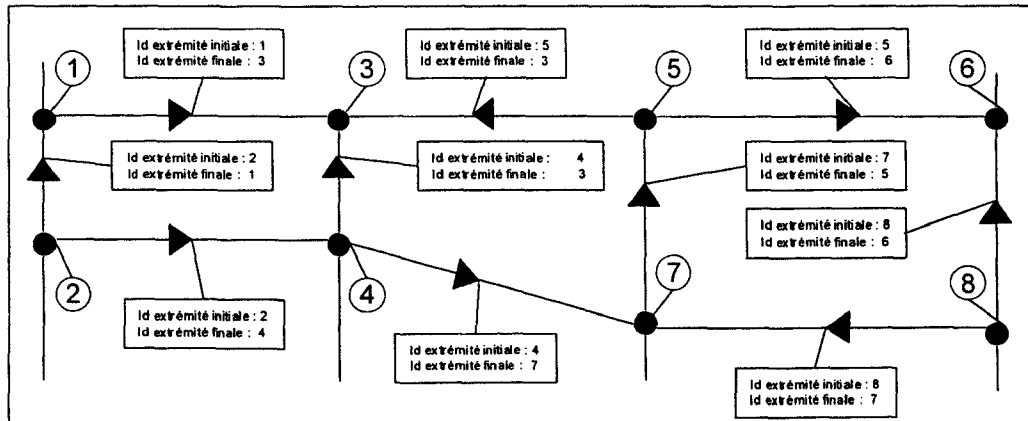 Id extrémité initiale : 1
Id extrémité finale : 3
Id extrémité initiale : 5
Id extrémité finale : 3
Id extrémité initiale : 5
Id extrémité finale : 6
1
3
5
6
Id extrémité initiale : 2
Id extrémité finale : 1
Id extrémité initiale : 4
Id extrémité finale : 3
Id extrémité initiale : 7
Id extrémité finale : 5
Id extrémité initiale : 8
Id extrémité finale : 6
2
4
7
8
Id extrémité initiale : 2
Id extrémité finale : 4
Id extrémité initiale : 4
Id extrémité finale : 7
Id extrémité initiale : 8
Id extrémité finale : 7